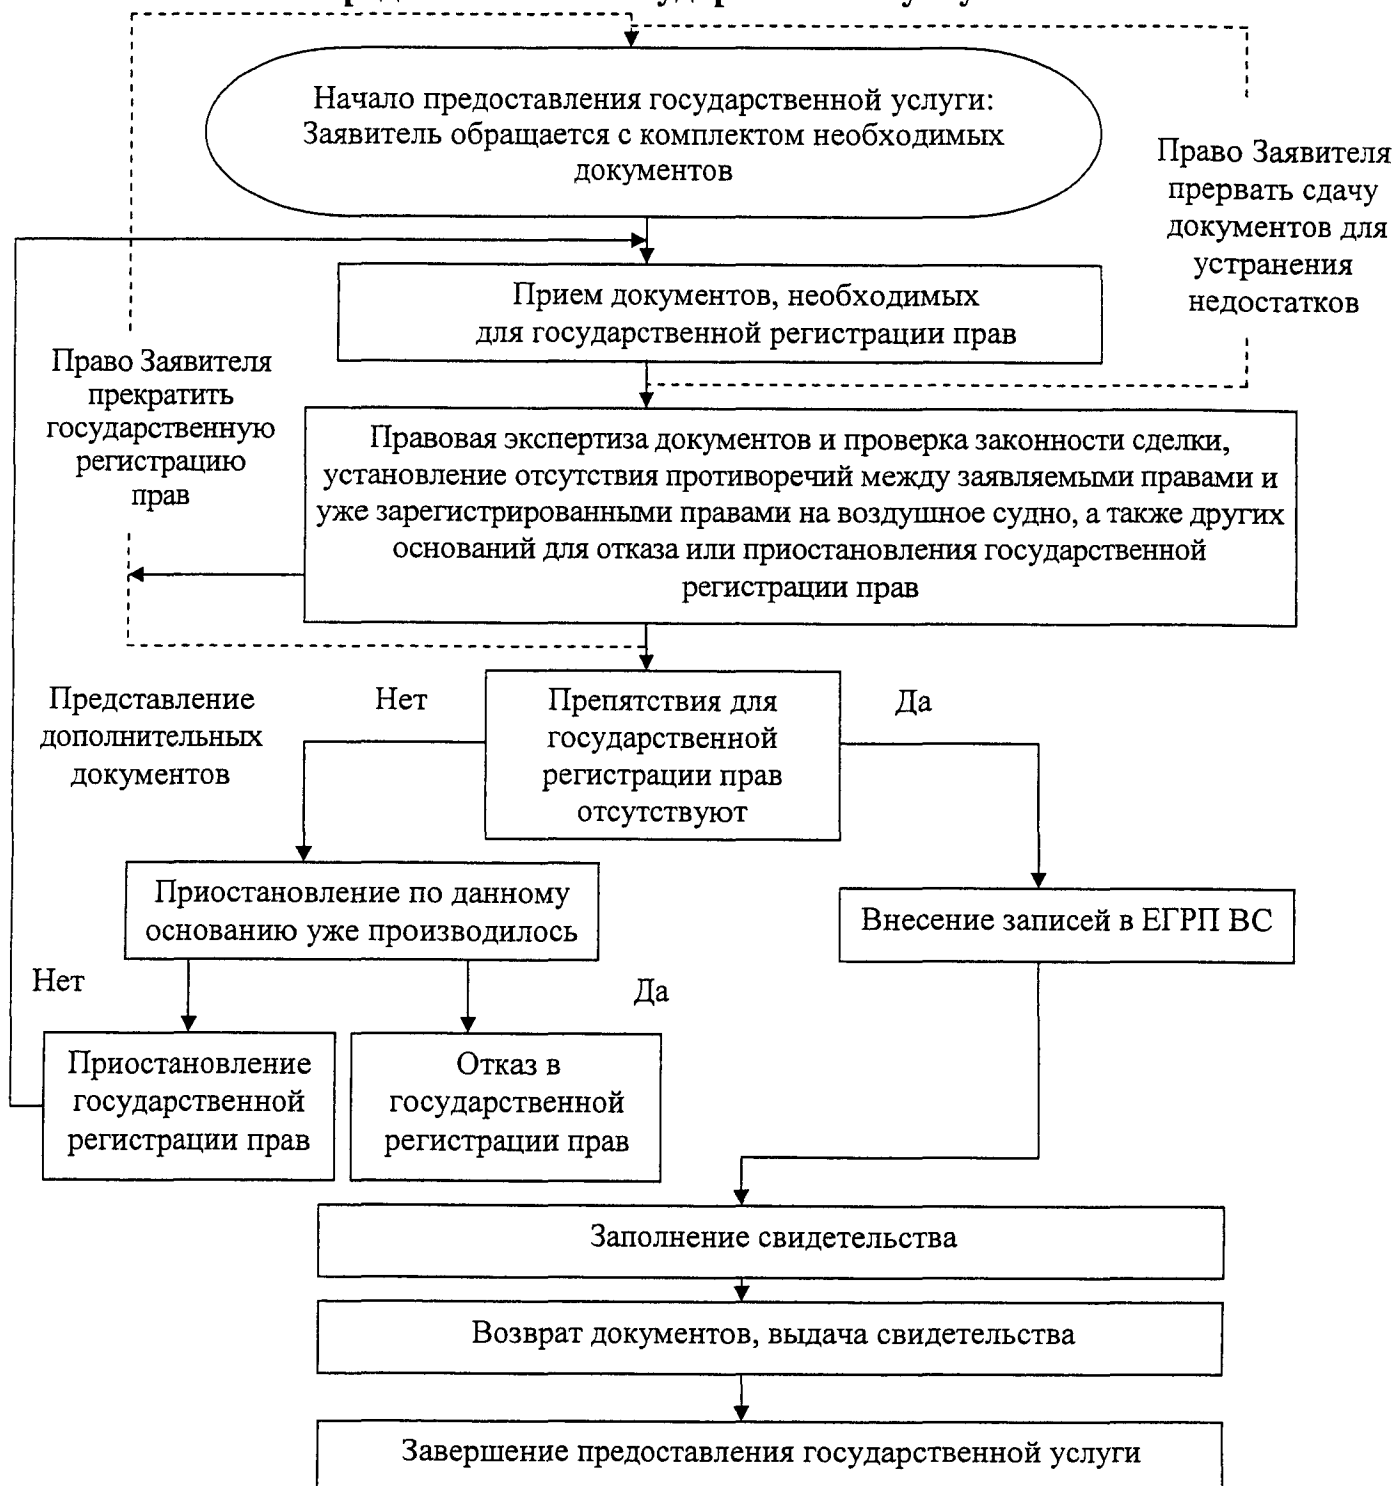 Начало предоставления государственной услуги:
Заявитель обращается с комплектом необходимых
документов
Право Заявителя
прервать сдачу
документов для
устранения
недостатков
Прием документов, необходимых
для государственной регистрации прав
Право Заявителя
прекратить
государственную
регистрацию
прав
Правовая экспертиза документов и проверка законности сделки,
установление отсутствия противоречий между заявляемыми правами и
уже зарегистрированными правами на воздушное судно, а также других
оснований для отказа или приостановления государственной
регистрации прав
Представление
дополнительных
документов
Нет
Препятствия для
государственной
регистрации прав
отсутствуют
Да
Приостановление по данному
основанию уже производилось
Внесение записей в ЕГРП ВС
Нет
Да
Приостановление
государственной
регистрации прав
Отказ в
государственной
регистрации прав
Заполнение свидетельства
Возврат документов, выдача свидетельства
Завершение предоставления государственной услуги